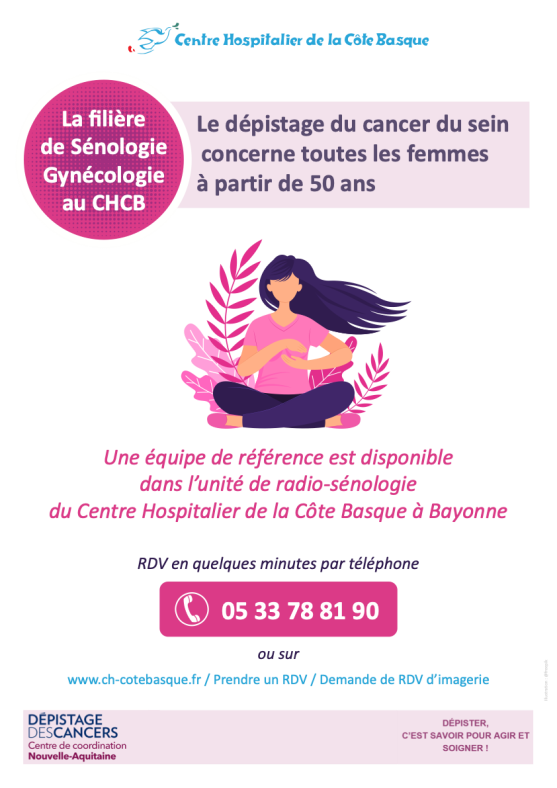 Centre Hospitalier de la Côte Basque
La filière
de Sénologie
Gynécologie
au CHCB
Le dépistage du cancer du sein
concerne toutes les femmes
à partir de 50 ans
Une équipe de référence est disponible
dans l'unité de radio-sénologie
du Centre Hospitalier de la Côte Basque à Bayonne
RDV en quelques minutes par téléphone
05 33 78 81 90
ou sur
www.ch-cotebasque.fr / Prendre un RDV / Demande de RDV d'imagerie
DÉPISTAGE
DESCANCERS
Centre de coordination
Nouvelle-Aquitaine
DÉPISTER,
C'EST SAVOIR POUR AGIR ET
SOIGNER !